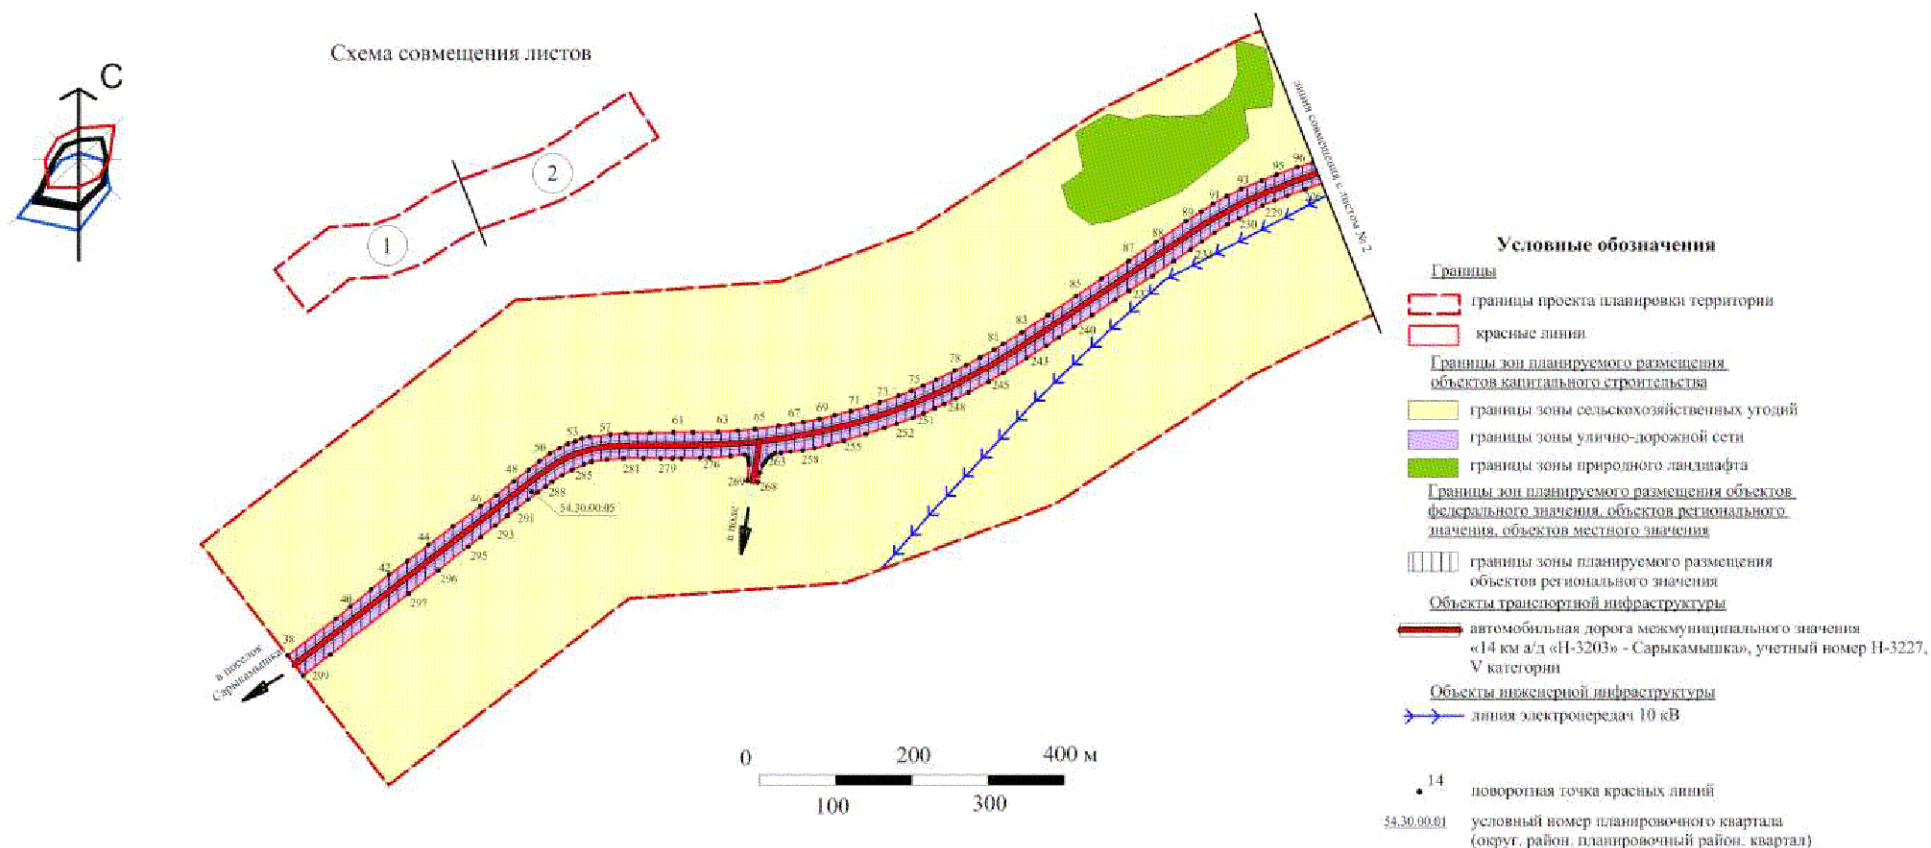 Схема совмещения листов
С
1
2
линия совмещения с листом № 2
96
95
93
91
89
88
87
85
83
81
78
75
73
71
69
67
65
63
61
57
53
50
48
46
44
42
40
38
229
230
240
243
245
248
251
252
255
258
263
268
269
276
279
281
285
288
54.30.00.05
291
293
295
296
297
299
в поле
в поселок
Сарыкамышка
0
200
400 м
100
300
Условные обозначения
Границы
границы проекта планировки территории
красные линии
Границы зон планируемого размещения
объектов капитального строительства
границы зоны сельскохозяйственных угодий
границы зоны улично-дорожной сети
границы зоны природного ландшафта
Границы зон планируемого размещения объектов
федерального значения, объектов регионального
значения, объектов местного значения
границы зоны планируемого размещения
объектов регионального значения
Объекты транспортной инфраструктуры
автомобильная дорога межмуниципального значения
«14 км а/д «Н-3203» - Сарыкамышка», учетный номер Н-3227,
V категории
Объекты инженерной инфраструктуры
линия электропередач 10 кВ
14
поворотная точка красных линий
54.30.00.01
условный номер планировочного квартала
(округ, район, планировочный район, квартал)